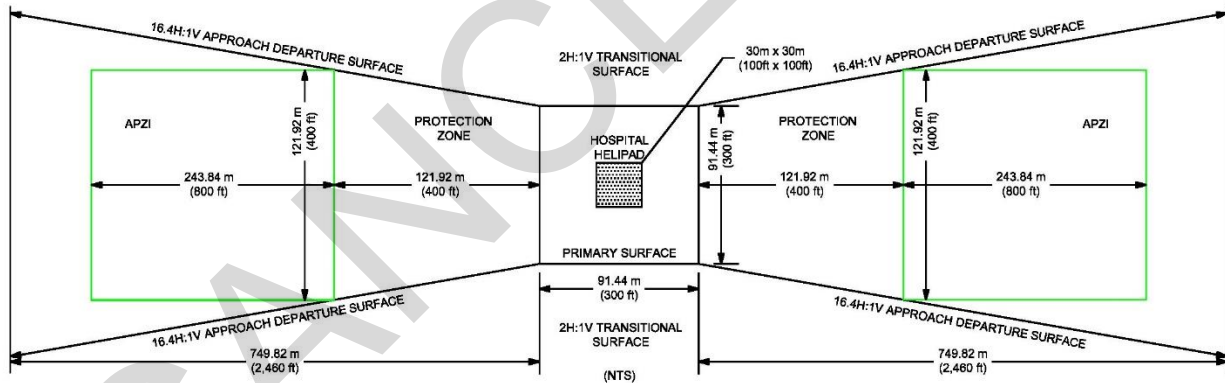 16.4H:1V APPROACH DEPARTURE SURFACE
2H:1V TRANSITIONAL
SURFACE
30m x 30m
(100ft x 100ft)
16.4H:1V APPROACH DEPARTURE SURFACE
APZI
121.92 m
(400 ft)
PROTECTION
ZONE
HOSPITAL
HELIPAD
91.44 m
(300 ft)
PROTECTION
ZONE
121.92 m
(400 ft)
APZI
243.84 m
(800 ft)
121.92 m
(400 ft)
121.92 m
(400 ft)
243.84 m
(800 ft)
PRIMARY SURFACE
16.4H:1V APPROACH DEPARTURE SURFACE
91.44 m
(300 ft)
16.4H:1V APPROACH DEPARTURE SURFACE
2H:1V TRANSITIONAL
SURFACE
749.82 m
(2,460 ft)
(NTS)
749.82 m
(2,460 ft)